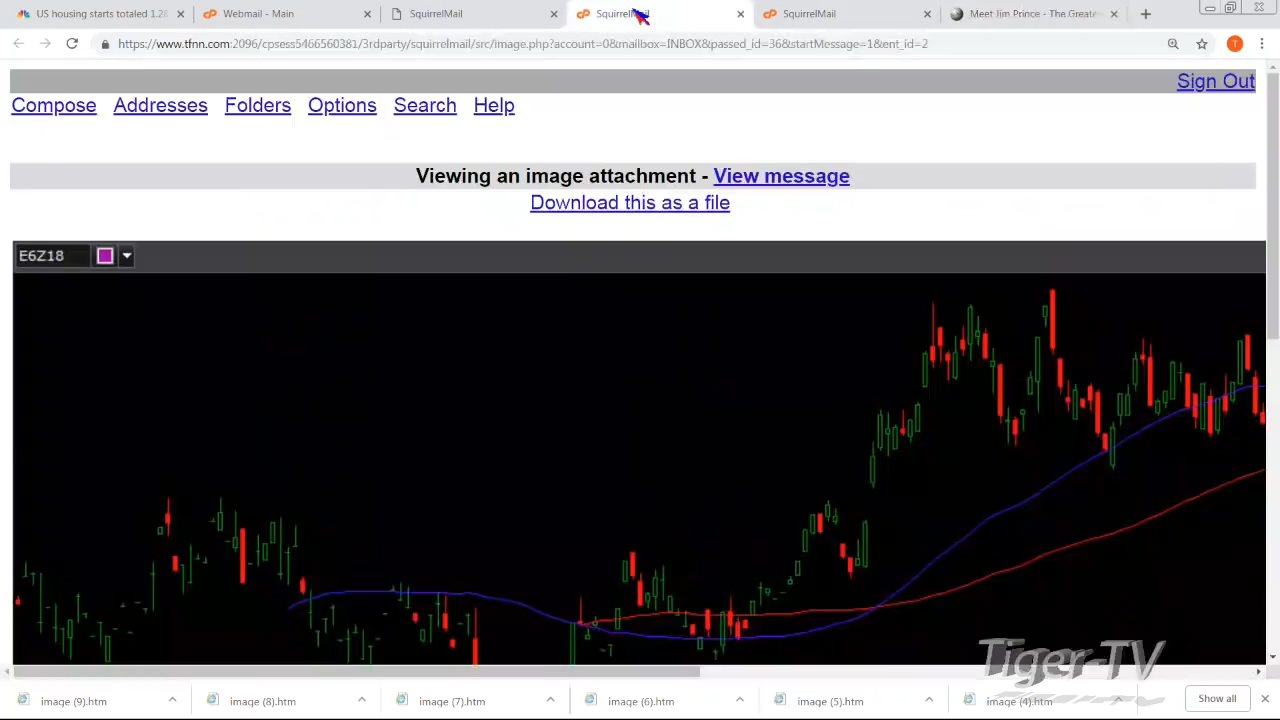 US housing starts totaled 1.28
Webmail - Main
SquirrelMail
SquirrelMail
SquirrelMail
Meet Jim Prince - The Greate
https://www.tfnn.com:2096/cpsess5466560381/3rdparty/squirrelmail/src/image.php?account=0&mailbox=INBOX&passed_id=36&startMessage=1&ent_id=2
T
Sign Out
Compose Addresses Folders Options Search Help
Viewing an image attachment - View message
Download this as a file
E6Z18
Tiger-TV
image (9).htm
image (8).htm
image (7).htm
image (6).htm
image (5).htm
image (4).htm
Show all